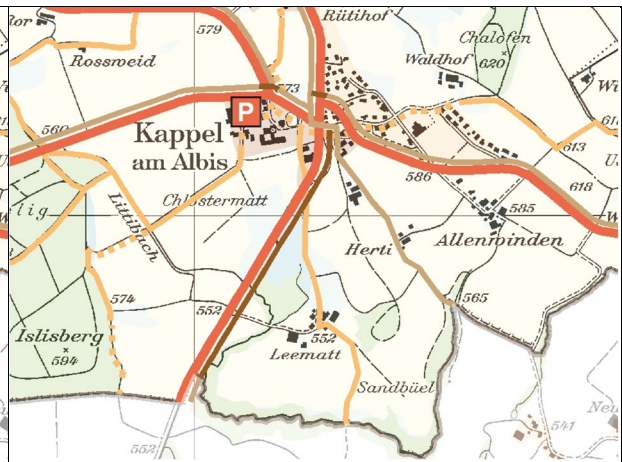 Rütihof
579
Chalofen
620
Rossweid
Waldhof
573
P
560
Kappel
am Albis
613
586
618
Chlostermatt
Littibach
585
Herti
Allenwinden
574
552
565
Islisberg
594
552
Leematt
Sandbüel
541
552